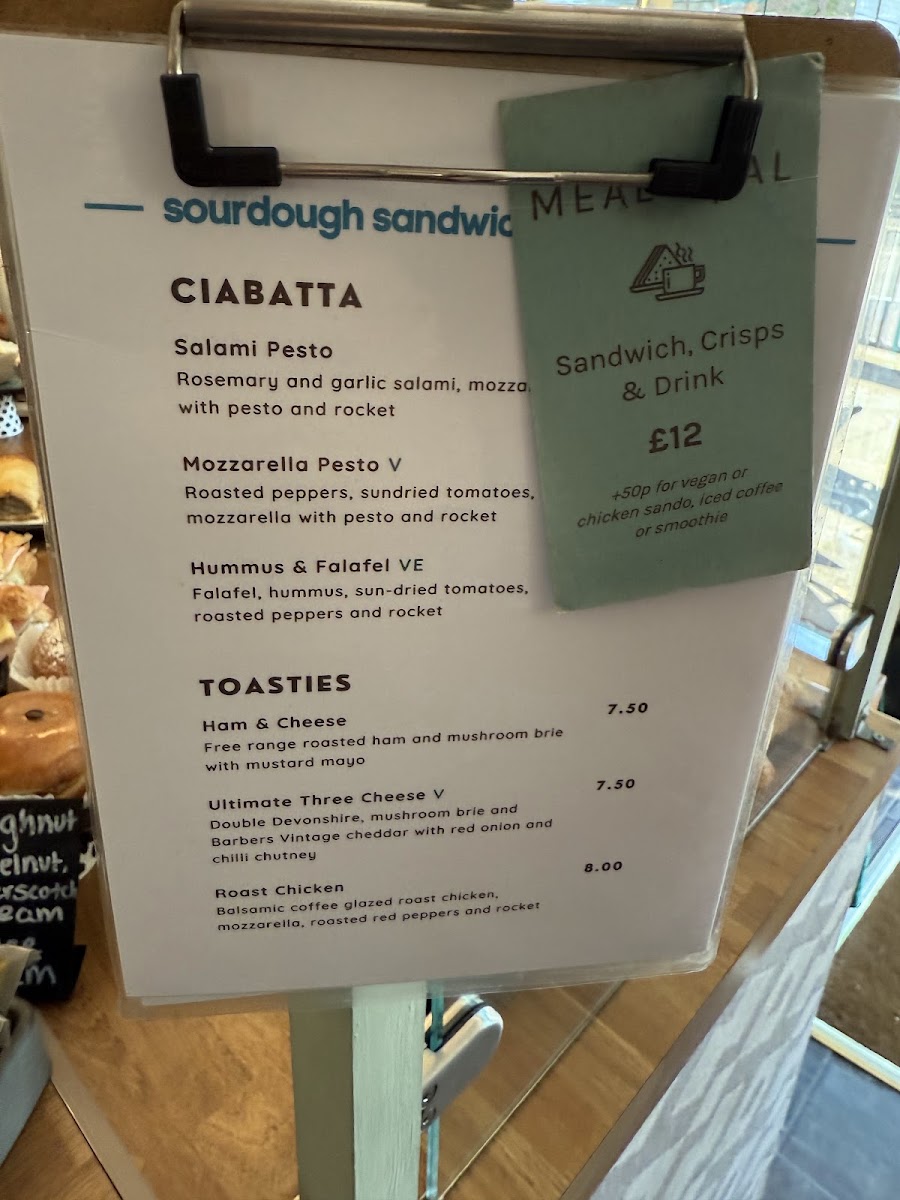 sourdough sandwic
CIABATTA
Salami Pesto
Rosemary and garlic salami, mozza
with pesto and rocket
Mozzarella Pesto V
Roasted peppers, sundried tomatoes,
mozzarella with pesto and rocket
Hummus & Falafel VE
Falafel, hummus, sun-dried tomatoes,
roasted peppers and rocket
TOASTIES
Ham & Cheese 7.50
Free range roasted ham and mushroom brie
with mustard mayo
Ultimate Three Cheese V 7.50
Double Devonshire, mushroom brie and
Barbers Vintage cheddar with red onion and
chilli chutney
Roast Chicken 8.00
Balsamic coffee glazed roast chicken,
mozzarella, roasted red peppers and rocket
MEAL AL
Sandwich, Crisps
& Drink
£12
+50p for vegan or
chicken sando, iced coffee
or smoothie
ghnut
elnut,
rscotch
eam